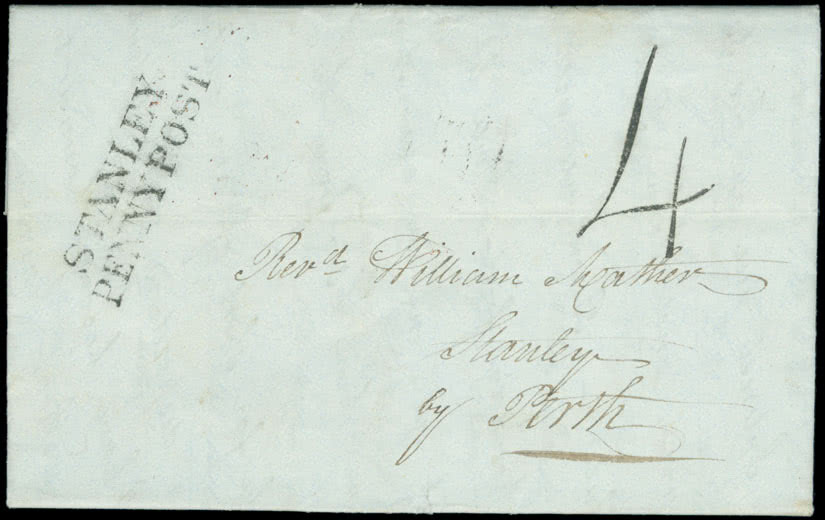 STANLEY
PENNY POST
4
Revd William Mather
Stanley
by Perth